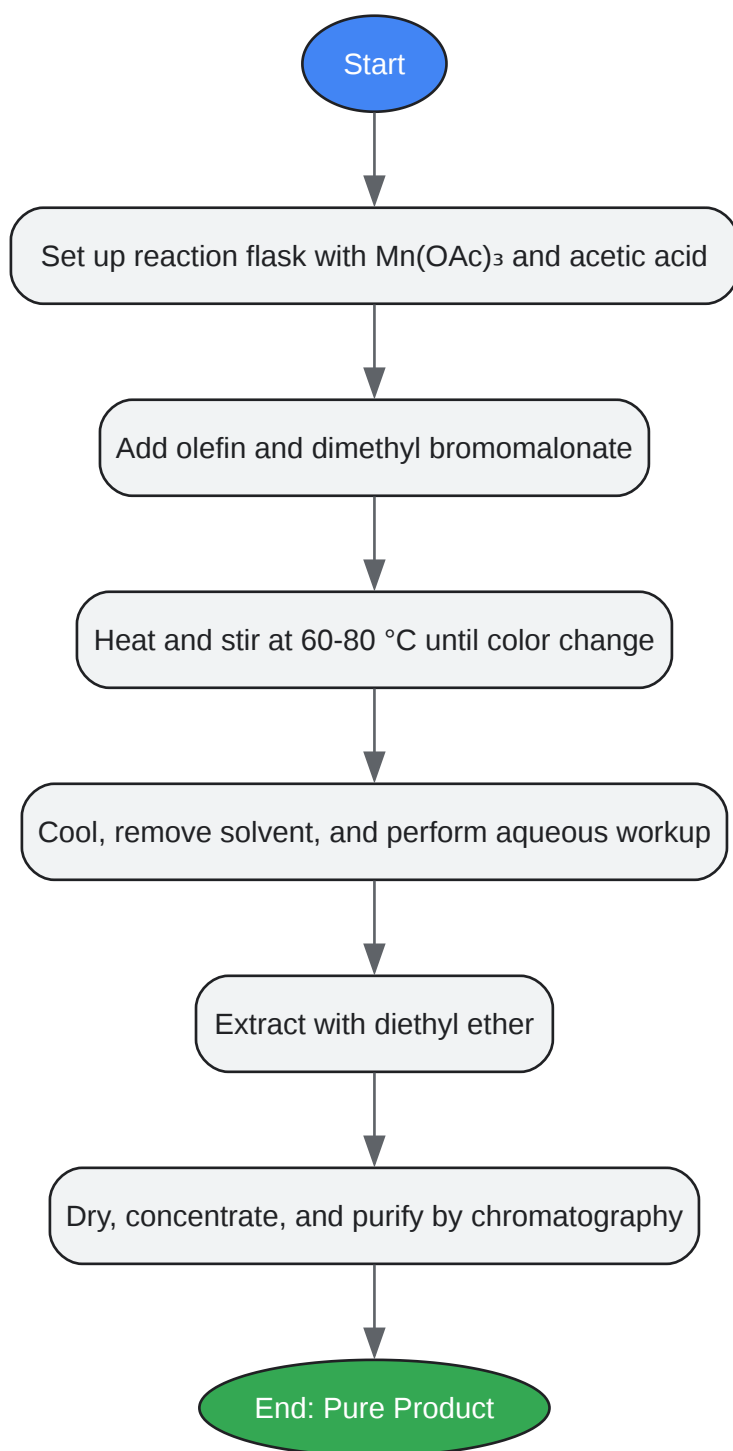 Start
Set up reaction flask with Mn(OAc)₃ and acetic acid
Add olefin and dimethyl bromomalonate
Heat and stir at 60-80 °C until color change
Cool, remove solvent, and perform aqueous workup
Extract with diethyl ether
Dry, concentrate, and purify by chromatography
End: Pure Product